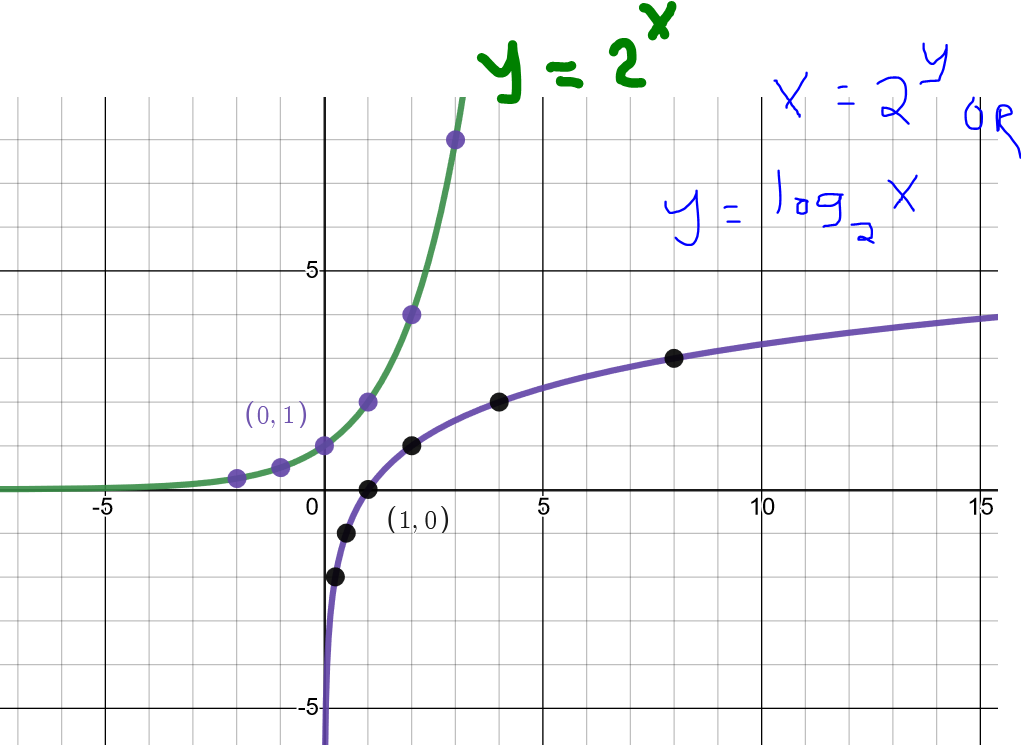 y = 2^x
x = 2^y OR
y = log_2 x
5
(0, 1)
-5 0 5 10 15
(1, 0)
-5